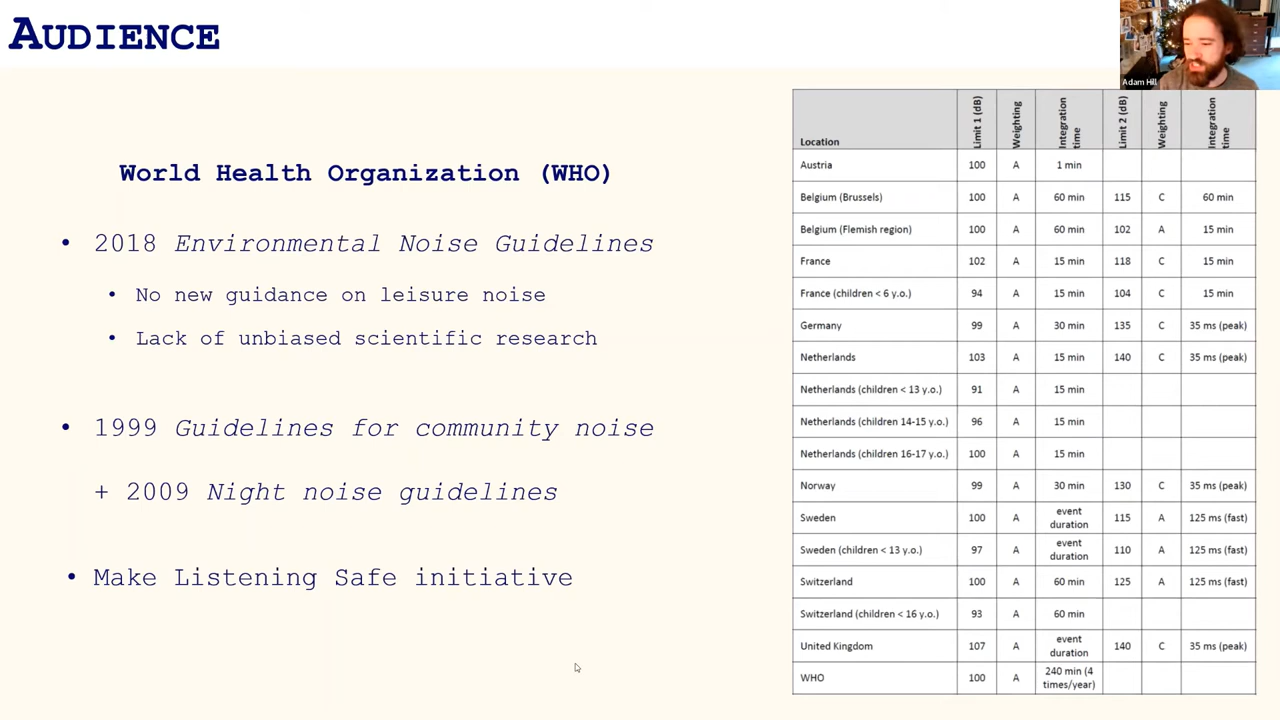 AUDIENCE
Adam Hill
World Health Organization (WHO)
• 2018 Environmental Noise Guidelines
• No new guidance on leisure noise
• Lack of unbiased scientific research
• 1999 Guidelines for community noise
+ 2009 Night noise guidelines
• Make Listening Safe initiative
Location Limit 1 (dB) Weighting Integration time Limit 2 (dB) Weighting Integration time
Austria 100 A 1 min
Belgium (Brussels) 100 A 60 min 115 C 60 min
Belgium (Flemish region) 100 A 60 min 102 A 15 min
France 102 A 15 min 118 C 15 min
France (children < 6 y.o.) 94 A 15 min 104 C 15 min
Germany 99 A 30 min 135 C 35 ms (peak)
Netherlands 103 A 15 min 140 C 35 ms (peak)
Netherlands (children < 13 y.o.) 91 A 15 min
Netherlands (children 14-15 y.o.) 96 A 15 min
Netherlands (children 16-17 y.o.) 100 A 15 min
Norway 99 A 30 min 130 C 35 ms (peak)
Sweden 100 A event duration 115 A 125 ms (fast)
Sweden (children < 13 y.o.) 97 A event duration 110 A 125 ms (fast)
Switzerland 100 A 60 min 125 A 125 ms (fast)
Switzerland (children < 16 y.o.) 93 A 60 min
United Kingdom 107 A event duration 140 C 35 ms (peak)
WHO 100 A 240 min (4 times/year)